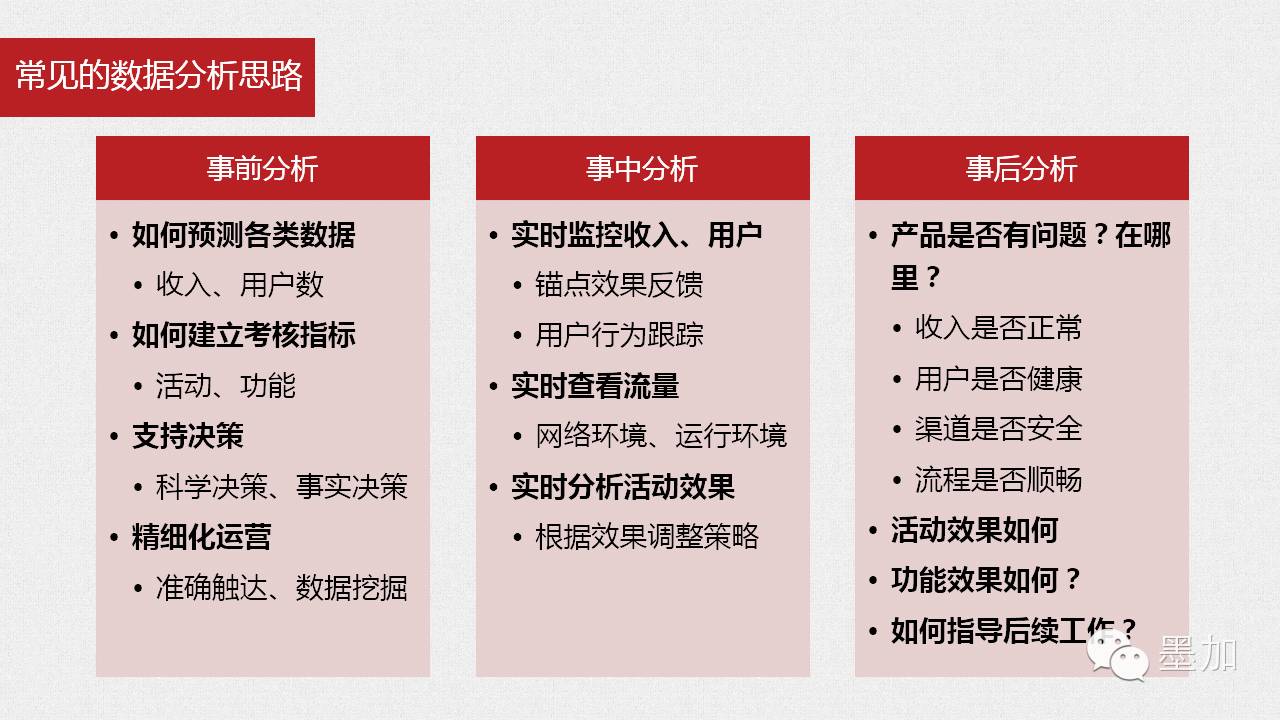 常见的数据分析思路
事前分析
• 如何预测各类数据
• 收入、用户数
• 如何建立考核指标
• 活动、功能
• 支持决策
• 科学决策、事实决策
• 精细化运营
• 准确触达、数据挖掘
事中分析
• 实时监控收入、用户
• 锚点效果反馈
• 用户行为跟踪
• 实时查看流量
• 网络环境、运行环境
• 实时分析活动效果
• 根据效果调整策略
事后分析
• 产品是否有问题？在哪
里？
• 收入是否正常
• 用户是否健康
• 渠道是否安全
• 流程是否顺畅
• 活动效果如何
• 功能效果如何？
• 如何指导后续工作？
墨加